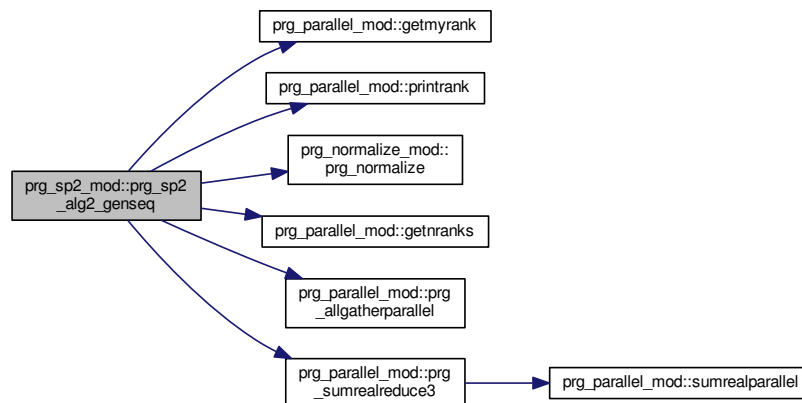 prg_parallel_mod::getmyrank
prg_parallel_mod::printrank
prg_normalize_mod::
prg_normalize
prg_sp2_mod::prg_sp2
_alg2_genseq
prg_parallel_mod::getnranks
prg_parallel_mod::prg
_allgatherparallel
prg_parallel_mod::prg
_sumrealreduce3
prg_parallel_mod::sumrealparallel